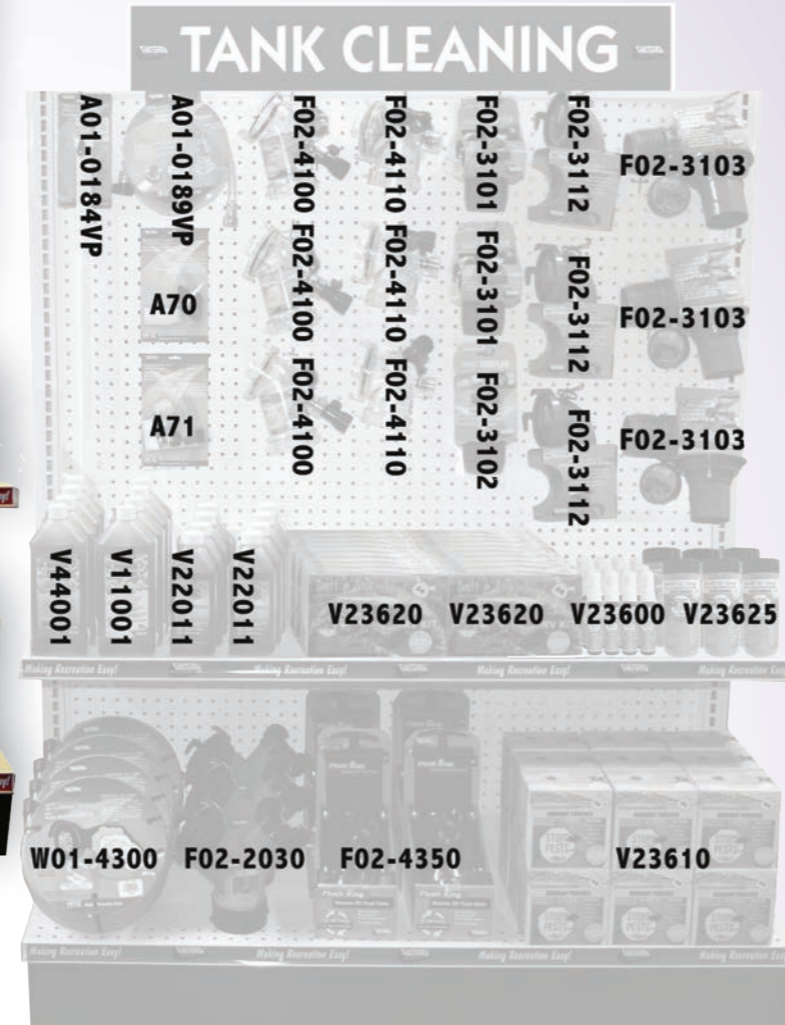 TANK CLEANING
A01-0184VP
A01-0189VP
F02-4100
F02-4110
F02-3101
F02-3112
F02-3103
A70
F02-4100
F02-4110
F02-3101
F02-3112
F02-3103
A71
F02-4100
F02-4110
F02-3102
F02-3112
F02-3103
V44001
V11001
V22011
V22011
V23620
V23620
V23600
V23625
Making Recreation Easy!
Making Recreation Easy!
Making Recreation Easy!
Making Recreation Easy!
W01-4300
F02-2030
F02-4350
V23610
Making Recreation Easy!
Making Recreation Easy!
Making Recreation Easy!
Making Recreation Easy!